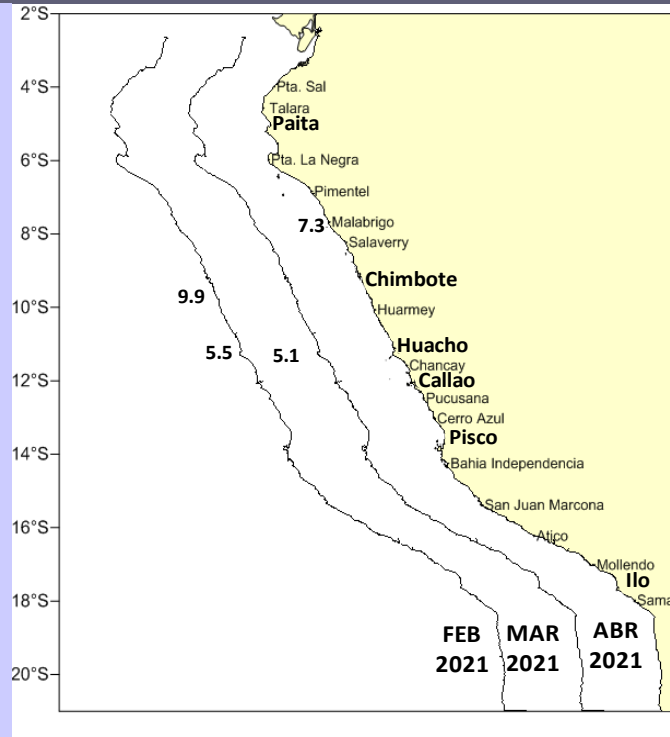 2°S
4°S
Pta. Sal
Talara
Paita
6°S
Pta. La Negra
Pimentel
7.3
Malabrigo
8°S
Salaverry
Chimbote
9.9
10°S
Huarmey
Huacho
5.5
5.1
Chancay
12°S
Callao
Pucusana
Cerro Azul
Pisco
14°S
Bahia Independencia
San Juan Marcona
16°S
Atico
Mollendo
Ilo
18°S
Sama
FEB
2021
MAR
2021
ABR
2021
20°S